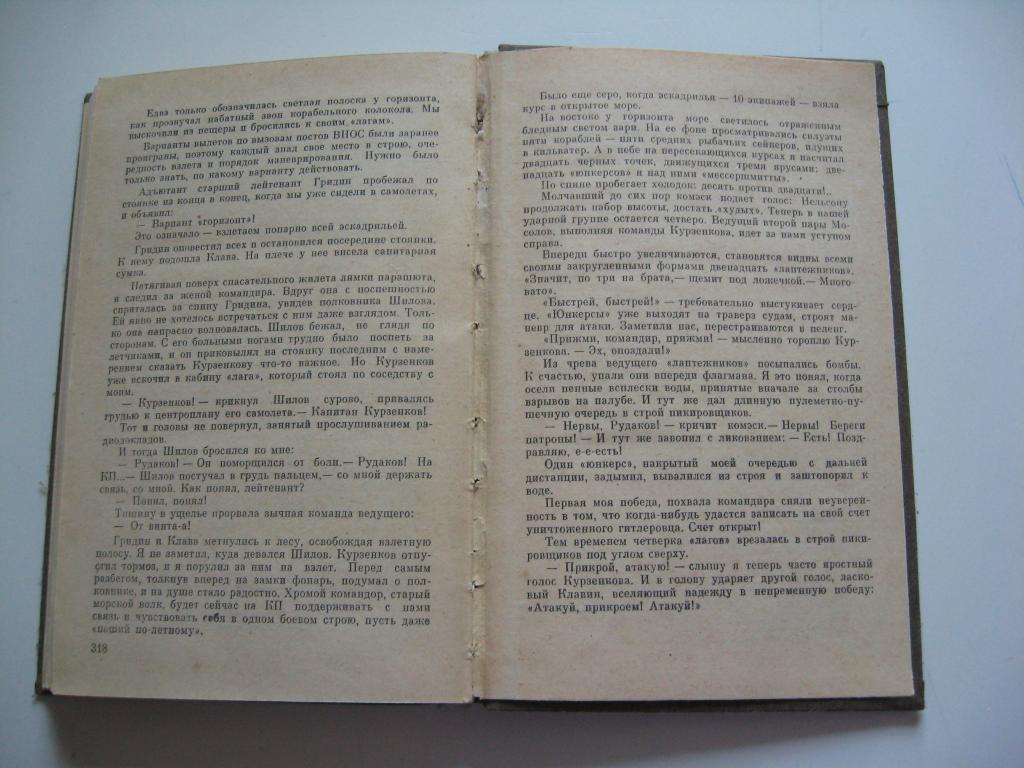 Едва только обозначилась светлая полоска у горизонта,
как прозвучал набатный звон корабельного колокола. Мы
выскочили из пещеры и бросились к своим «лагам».
Варианты вылетов по вызовам постов ВНОС были заранее
проиграны, поэтому каждый знал свое место в строю, оче-
редность взлета и порядок маневрирования. Нужно было
только знать, по какому варианту действовать.
Адъютант старший лейтенант Гридин пробежал по
стоянке из конца в конец, когда мы уже сидели в самолетах,
и объявил:
— Вариант «горизонт»!
Это означало — взлетаем попарно всей эскадрильей.
Гридин оповестил всех и остановился посередине стоянки.
К нему подошла Клава. На плече у нее висела санитарная
сумка.
Натягивая поверх спасательного жилета лямки парашюта,
я следил за женой командира. Вдруг она с поспешностью
спряталась за спину Гридина, увидев полковника Шилова.
Ей явно не хотелось встречаться с ним даже взглядом. Толь-
ко она напрасно волновалась. Шилов бежал, не глядя по
сторонам. С его больными ногами трудно было поспеть за
летчиками, и он приковылял на стоянку последним с наме-
рением сказать Курзенкову что-то важное. Но Курзенков
уже вскочил в кабину «лага», который стоял по соседству с
моим.
— Курзенков! — крикнул Шилов сурово, привалясь
грудью к центроплану его самолета.— Капитан Курзенков!
Тот и головы не повернул, занятый прослушиванием ра-
диодокладов.
И тогда Шилов бросился ко мне:
— Рудаков! — Он поморщился от боли.— Рудаков! На
КП...— Шилов постучал в грудь пальцем,— со мной держать
связь, со мной. Как понял, лейтенант?
— Понял, понял!
Тишину в ущелье прорвала зычная команда ведущего:
— От винта-а!
Гридин и Клава метнулись к лесу, освобождая взлетную
полосу. Я не заметил, куда девался Шилов. Курзенков отпу-
стил тормоз, и я порулил за ним на взлет. Перед самым
разбегом, толкнув вперед на замки фонарь, подумал о пол-
ковнике, и на душе стало радостно. Хромой командор, старый
морской волк, будет сейчас на КП поддерживать с нами
связь и чувствовать себя в одном боевом строю, пусть даже
«пеший по-летному».
318
Было еще серо, когда эскадрилья — 10 экипажей — взяла
курс в открытое море.
На востоке у горизонта море светилось отраженным
бледным светом зари. На ее фоне просматривались силуэты
пяти кораблей — пяти средних рыбачьих сейнеров, идущих
в кильватер. А в небе на пересекающихся курсах я насчитал
двадцать черных точек, движущихся тремя ярусами: две-
надцать «юнкерсов» и над ними «мессершмитты».
По спине пробегает холодок: десять против двадцати!..
Молчавший до сих пор комэск подает голос: Нельсону
продолжать набор высоты, достать «худых». Теперь в нашей
ударной группе остается четверо. Ведущий второй пары Мо-
солов, выполняя команды Курзенкова, идет за нами уступом
справа.
Впереди быстро увеличиваются, становятся видны всеми
своими закругленными формами двенадцать «лаптежников».
«Значит, по три на брата,— щемит под ложечкой.— Много-
вато».
«Быстрей, быстрей!» — требовательно выстукивает серд-
це. «Юнкерсы» уже выходят на траверз судам, строят ма-
невр для атаки. Заметили нас, перестраиваются в пеленг.
«Прижми, командир, прижми! — мысленно тороплю Кур-
зенкова. — Эх, опоздали!»
Из чрева ведущего «лаптежников» посыпались бомбы.
К счастью, упали они впереди флагмана. Я это понял, когда
осели пенные всплески воды, принятые вначале за столбы
взрывов на палубе. И тут же дал длинную пулеметно-пу-
шечную очередь в строй пикировщиков.
— Нервы, Рудаков! — кричит комэск.— Нервы! Береги
патроны! — И тут же завопил с ликованием: — Есть! Позд-
равляю, е-е-есть!
Один «юнкерс», накрытый моей очередью с дальней
дистанции, задымил, вывалился из строя и заштопорил к
воде.
Первая моя победа, похвала командира сняли неуверен-
ность в том, что когда-нибудь удастся записать на свой счет
уничтоженного гитлеровца. Счет открыт!
Тем временем четверка «лагов» врезалась в строй пики-
ровщиков под углом сверху.
— Прикрой, атакую! — слышу я теперь часто яростный
голос Курзенкова. И в голову ударяет другой голос, ласко-
вый Клавин, вселяющий надежду в непременную победу:
«Атакуй, прикроем! Атакуй!»